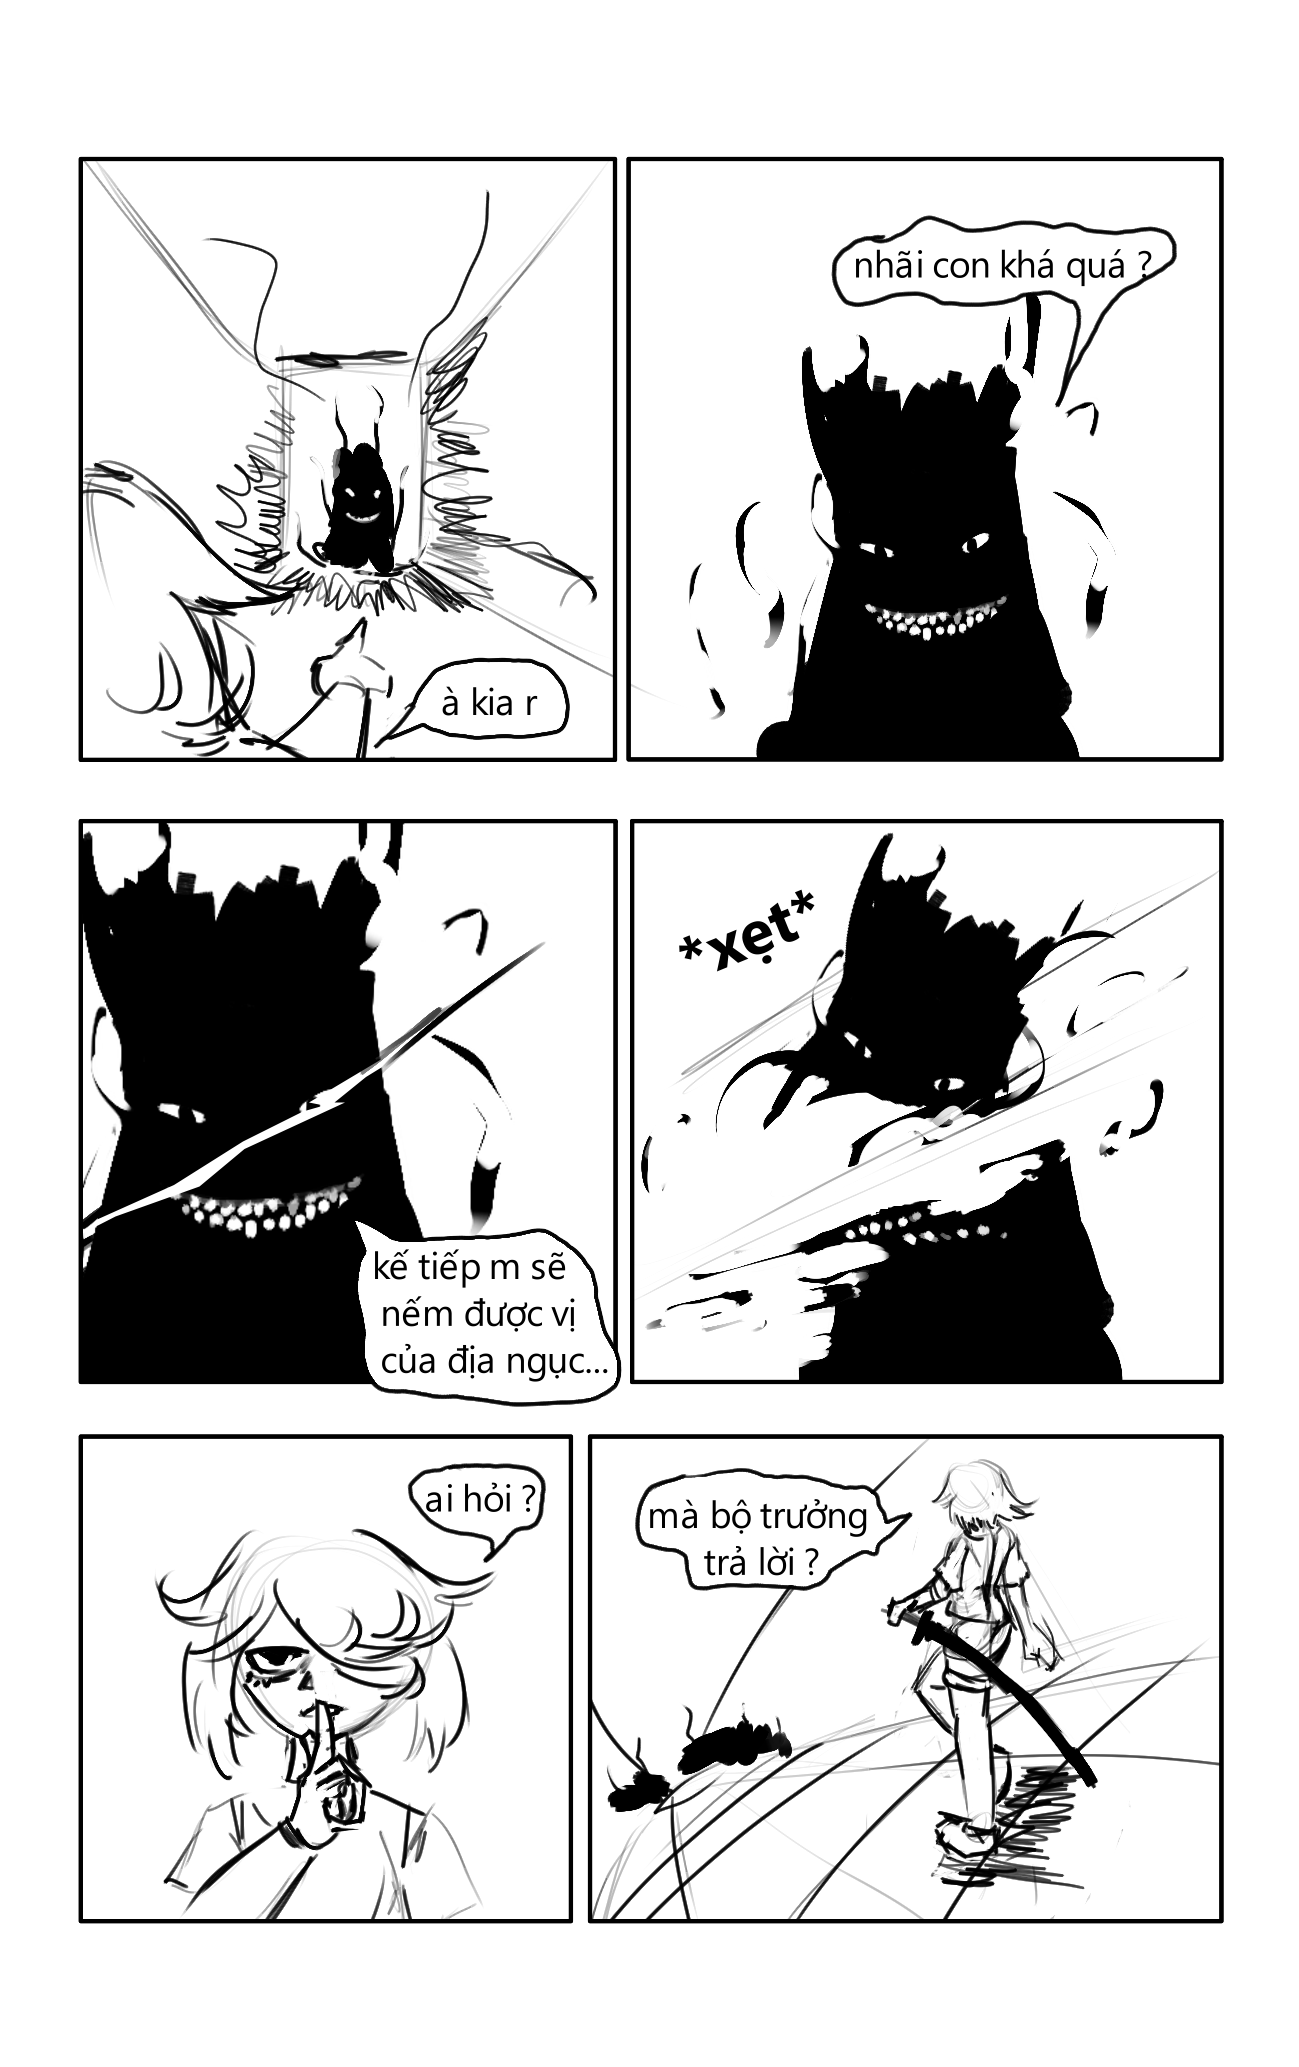 à kia r
nhãi con khá quá ?
kế tiếp m sẽ
nếm được vị
của địa ngục...
*xẹt*
ai hỏi ?
mà bộ trưởng
trả lời ?